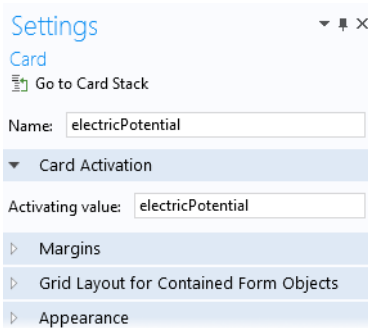 Settings
Card
Go to Card Stack
Name: electricPotential
Card Activation
Activating value: electricPotential
Margins
Grid Layout for Contained Form Objects
Appearance